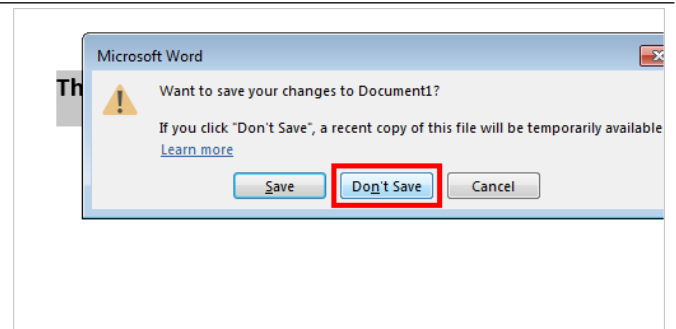 Microsoft Word
Th
Want to save your changes to Document1?
If you click "Don't Save", a recent copy of this file will be temporarily available
Learn more
Save Don't Save Cancel